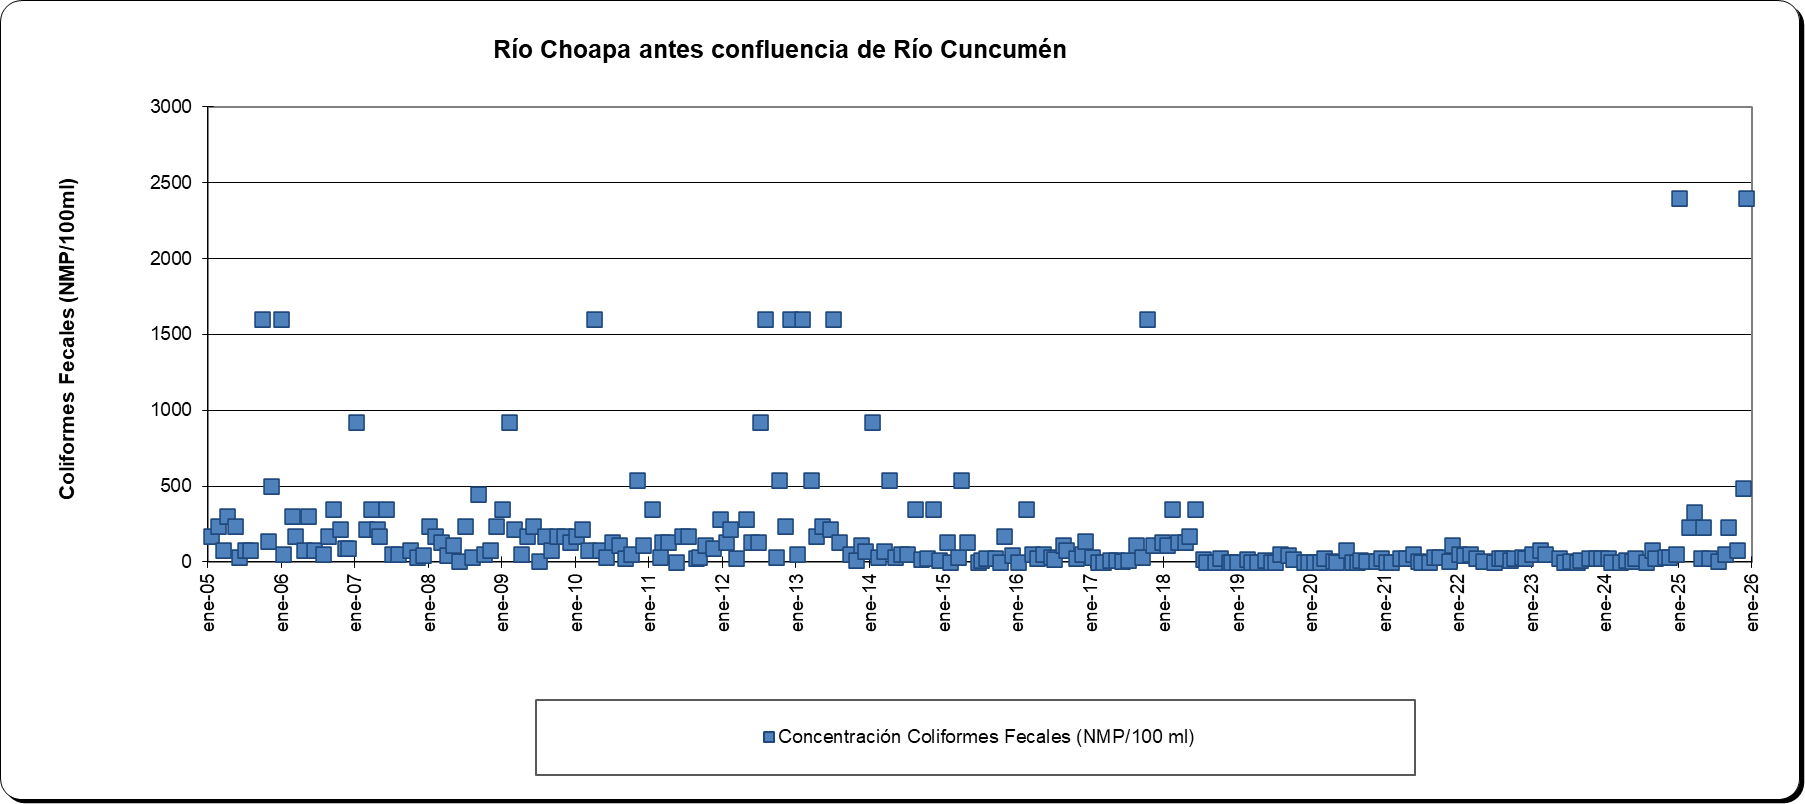 Río Choapa antes confluencia de Río Cuncumén
Coliformes Fecales (NMP/100ml)
3000
2500
2000
1500
1000
500
0
ene-05
ene-06
ene-07
ene-08
ene-09
ene-10
ene-11
ene-12
ene-13
ene-14
ene-15
ene-16
ene-17
ene-18
ene-19
ene-20
ene-21
ene-22
ene-23
ene-24
ene-25
ene-26
Concentración Coliformes Fecales (NMP/100 ml)